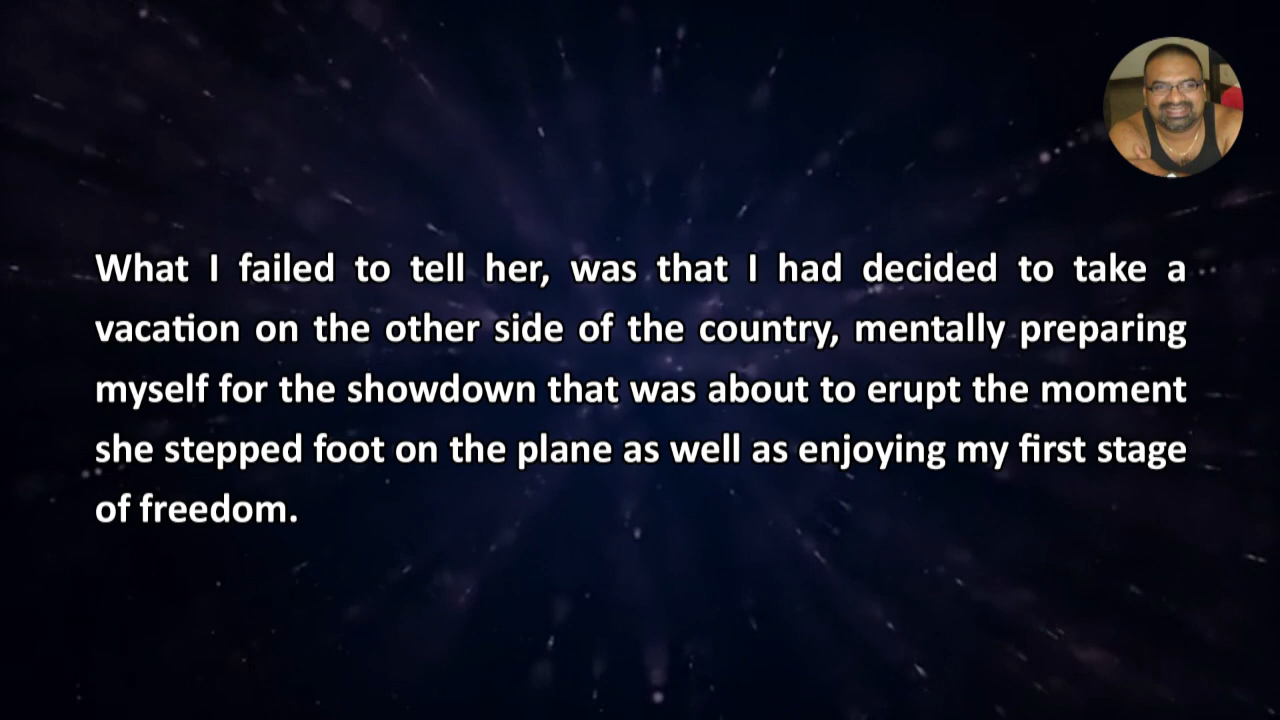 What I failed to tell her, was that I had decided to take a
vacation on the other side of the country, mentally preparing
myself for the showdown that was about to erupt the moment
she stepped foot on the plane as well as enjoying my first stage
of freedom.